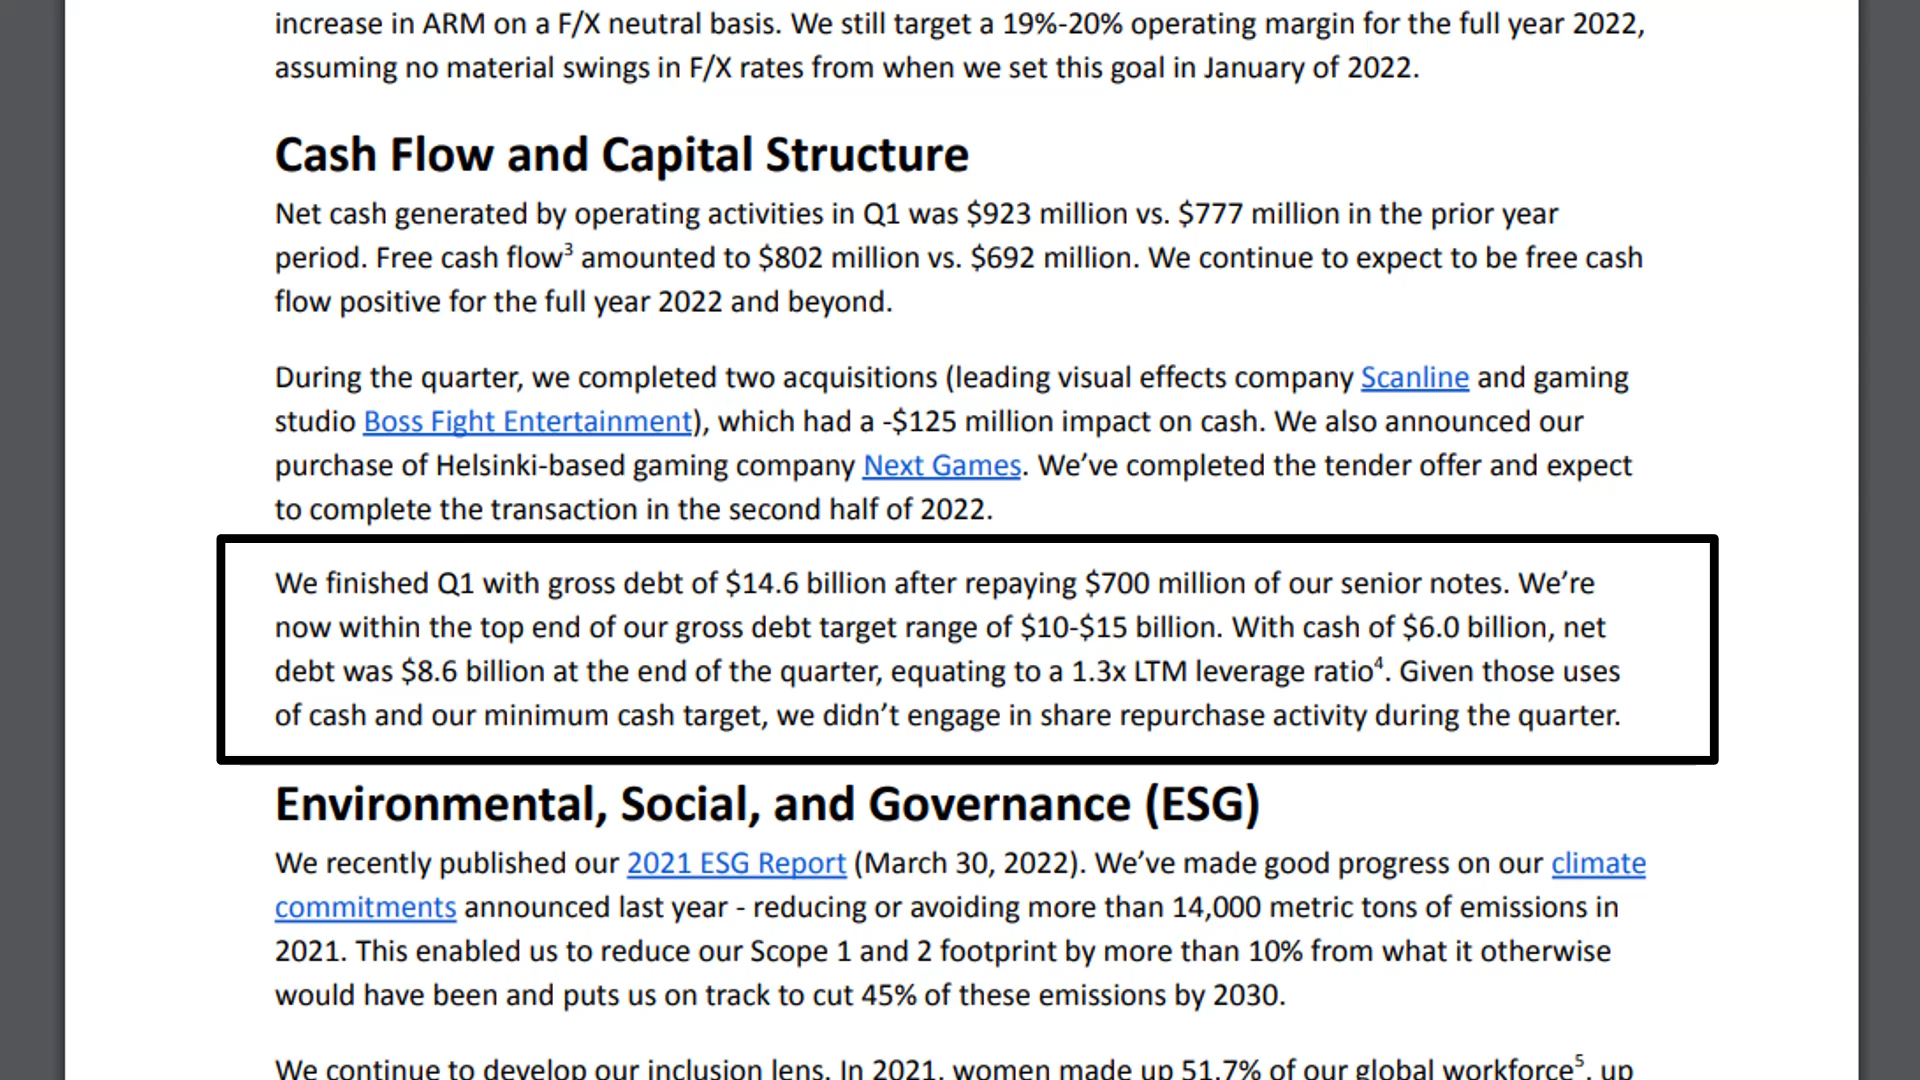 increase in ARM on a F/X neutral basis. We still target a 19%-20% operating margin for the full year 2022,
assuming no material swings in F/X rates from when we set this goal in January of 2022.
Cash Flow and Capital Structure
Net cash generated by operating activities in Q1 was $923 million vs. $777 million in the prior year
period. Free cash flow³ amounted to $802 million vs. $692 million. We continue to expect to be free cash
flow positive for the full year 2022 and beyond.
During the quarter, we completed two acquisitions (leading visual effects company Scanline and gaming
studio Boss Fight Entertainment), which had a -$125 million impact on cash. We also announced our
purchase of Helsinki-based gaming company Next Games. We’ve completed the tender offer and expect
to complete the transaction in the second half of 2022.
We finished Q1 with gross debt of $14.6 billion after repaying $700 million of our senior notes. We’re
now within the top end of our gross debt target range of $10-$15 billion. With cash of $6.0 billion, net
debt was $8.6 billion at the end of the quarter, equating to a 1.3x LTM leverage ratio⁴. Given those uses
of cash and our minimum cash target, we didn’t engage in share repurchase activity during the quarter.
Environmental, Social, and Governance (ESG)
We recently published our 2021 ESG Report (March 30, 2022). We’ve made good progress on our climate
commitments announced last year - reducing or avoiding more than 14,000 metric tons of emissions in
2021. This enabled us to reduce our Scope 1 and 2 footprint by more than 10% from what it otherwise
would have been and puts us on track to cut 45% of these emissions by 2030.
We continue to develop our inclusion lens. In 2021, women made up 51.7% of our global workforce⁵, up